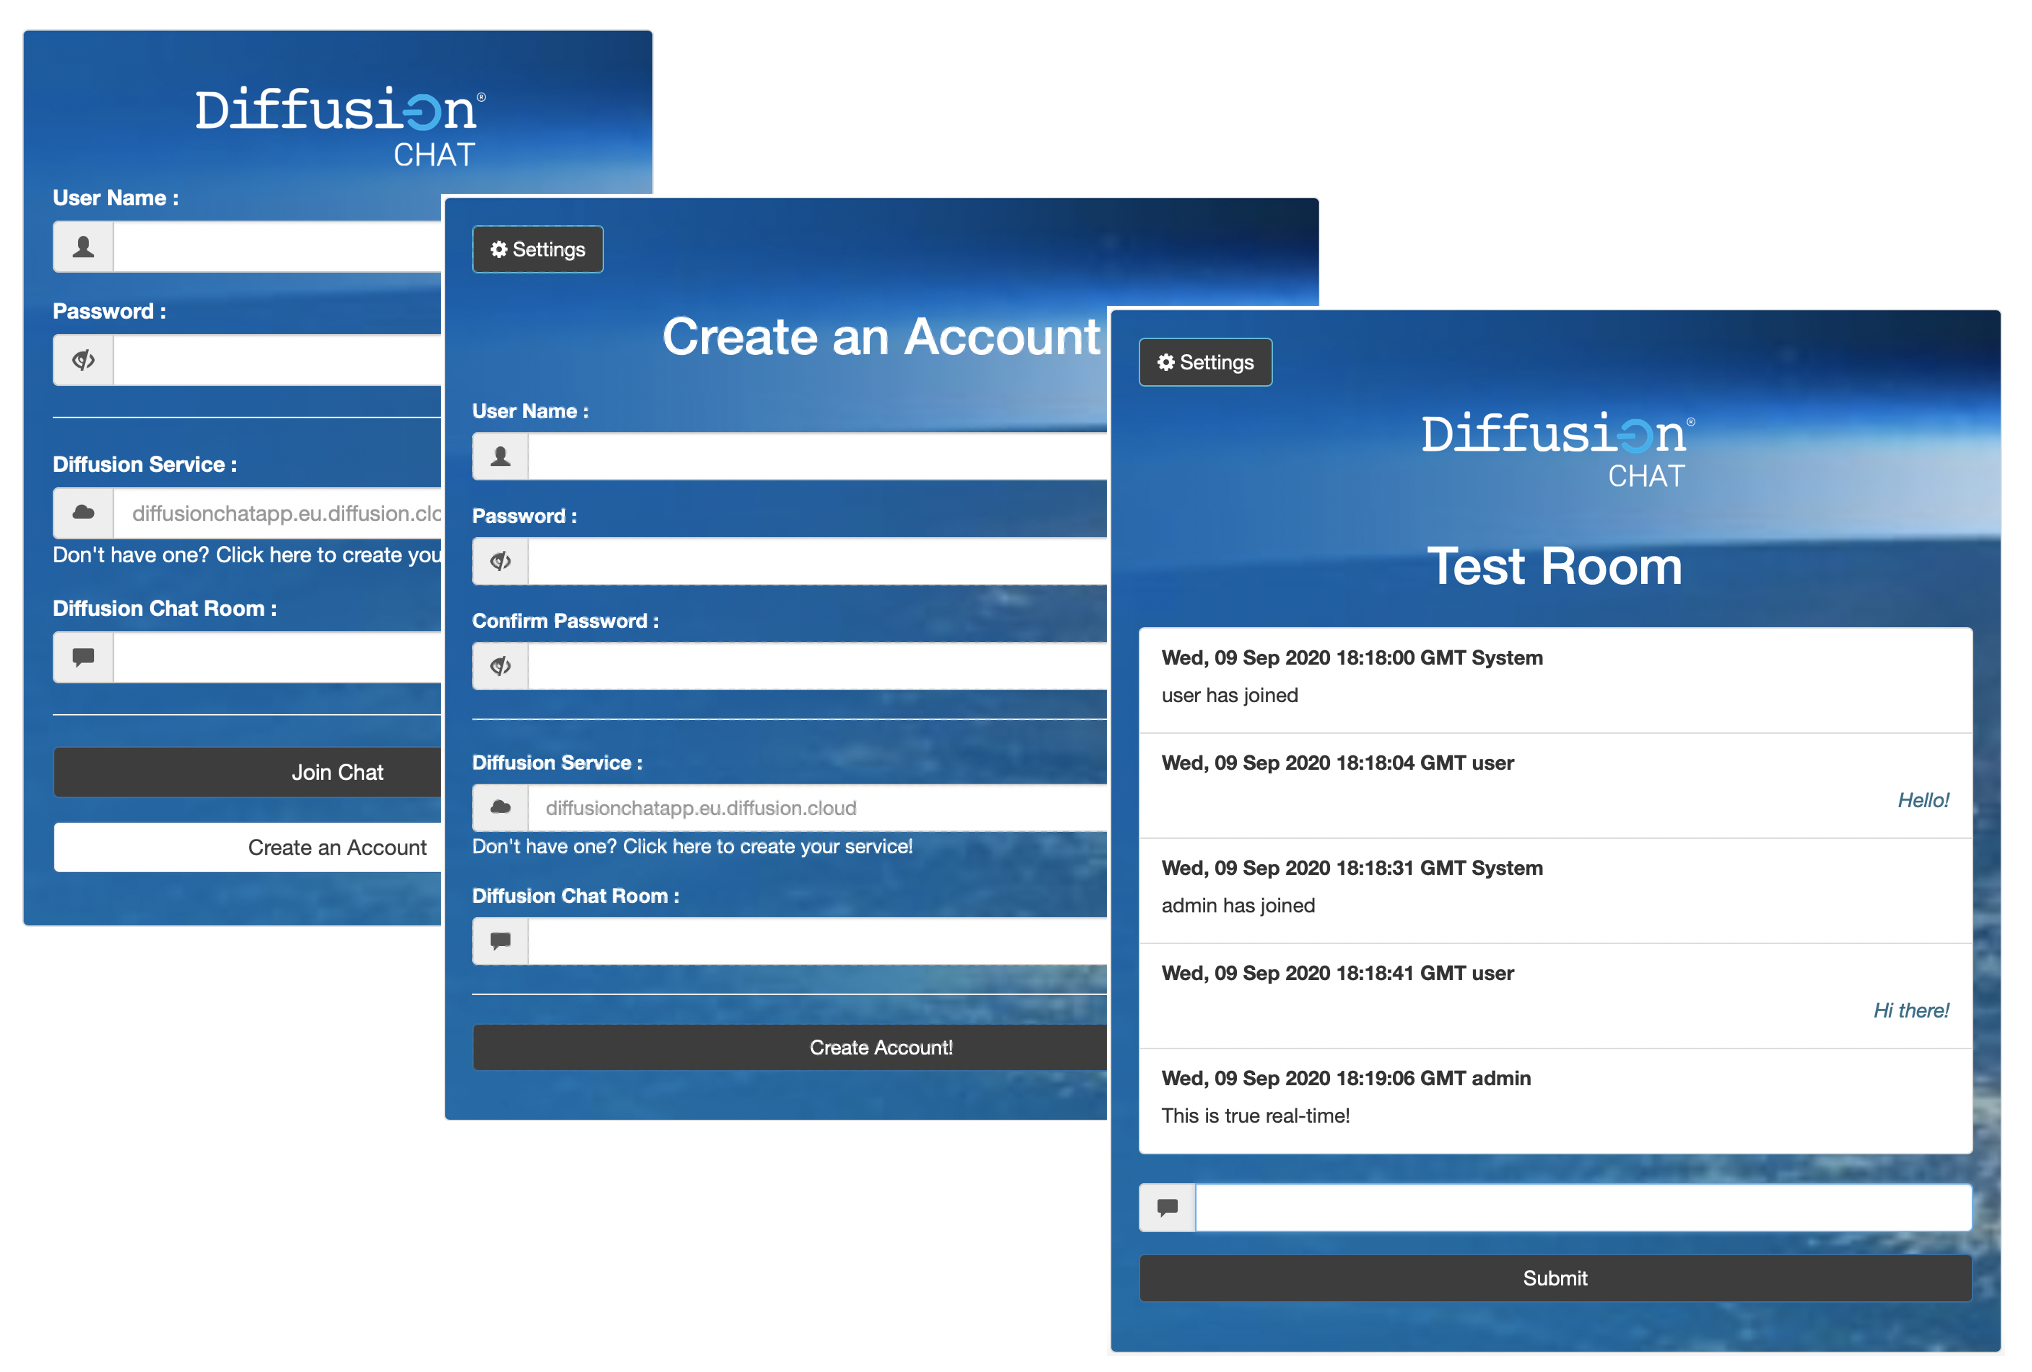 Diffusion®
CHAT
User Name :
Password :
Diffusion Service :
diffusionchatapp.eu.diffusion.clo
Don't have one? Click here to create you
Diffusion Chat Room :
Join Chat
Create an Account
Settings
Create an Account
User Name :
Password :
Confirm Password :
Diffusion Service :
diffusionchatapp.eu.diffusion.cloud
Don't have one? Click here to create your service!
Diffusion Chat Room :
Create Account!
Settings
Diffusion®
CHAT
Test Room
Wed, 09 Sep 2020 18:18:00 GMT System
user has joined
Wed, 09 Sep 2020 18:18:04 GMT user
Hello!
Wed, 09 Sep 2020 18:18:31 GMT System
admin has joined
Wed, 09 Sep 2020 18:18:41 GMT user
Hi there!
Wed, 09 Sep 2020 18:19:06 GMT admin
This is true real-time!
Submit